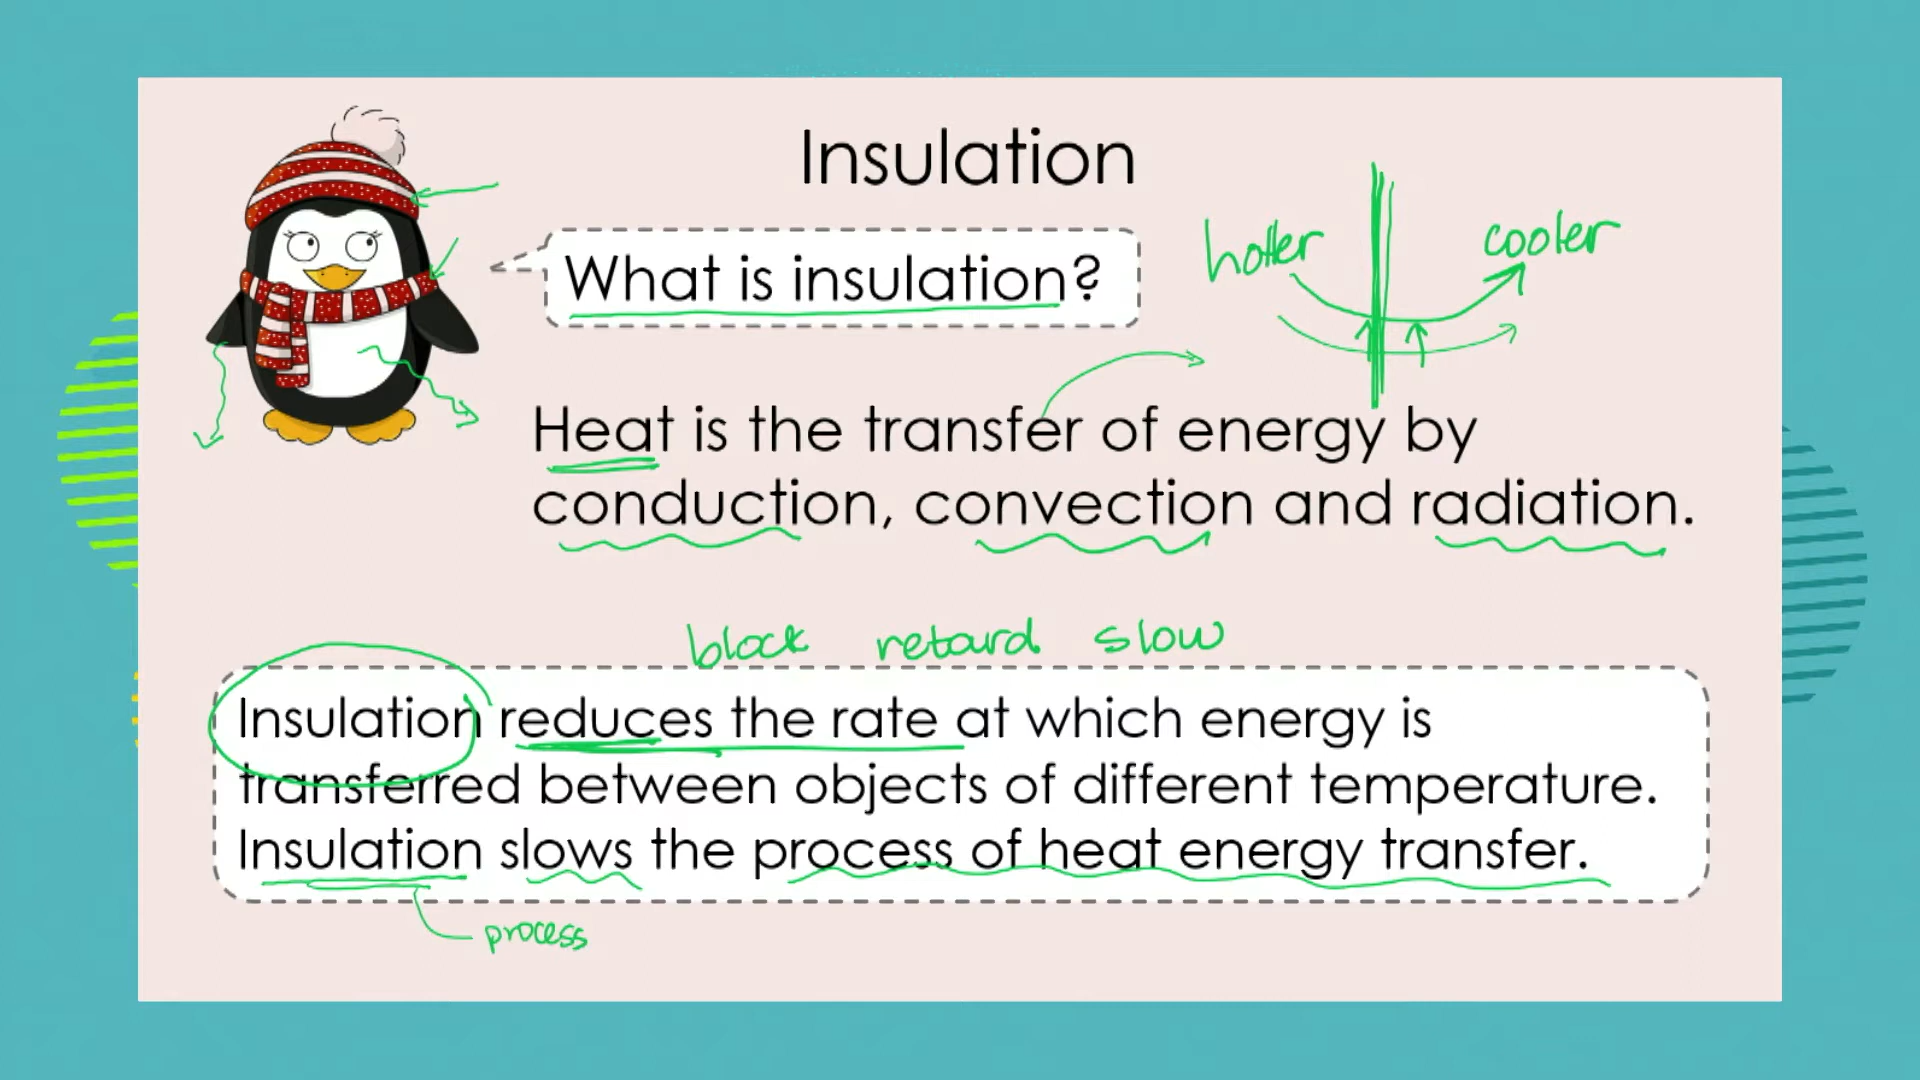 Insulation
What is insulation?
hotter
cooler
Heat is the transfer of energy by
conduction, convection and radiation.
block retard slow
Insulation reduces the rate at which energy is
transferred between objects of different temperature.
Insulation slows the process of heat energy transfer.
process